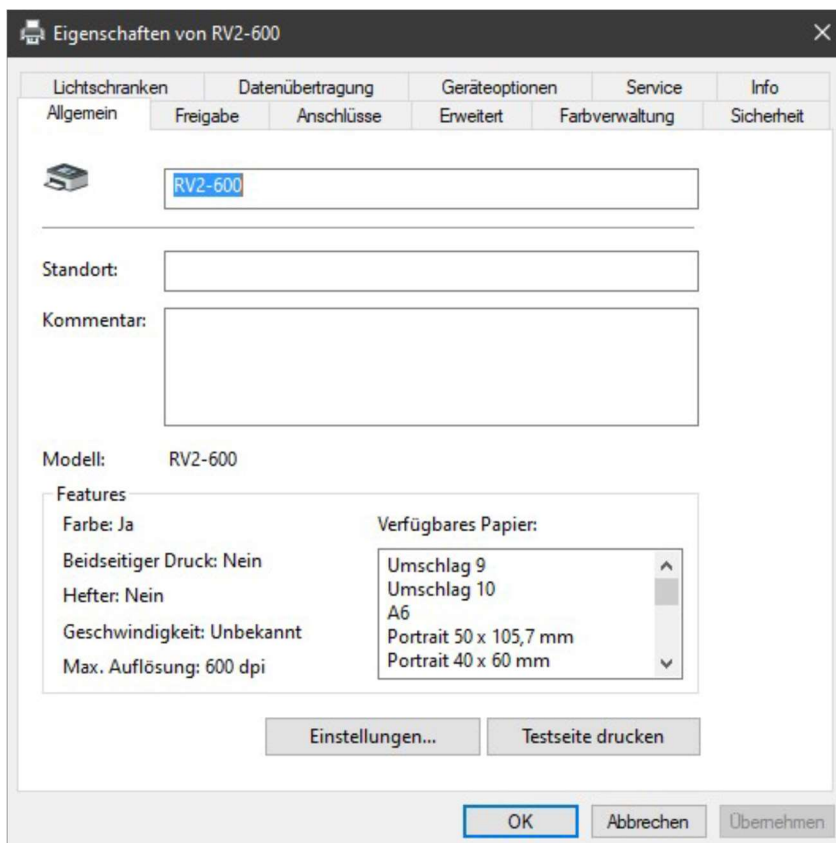 Eigenschaften von RV2-600
Lichtschranken Datenübertragung Geräteoptionen Service Info
Allgemein Freigabe Anschlüsse Erweitert Farbverwaltung Sicherheit
RV2-600
Standort:
Kommentar:
Modell: RV2-600
Features
Farbe: Ja
Beidseitiger Druck: Nein
Hefter: Nein
Geschwindigkeit: Unbekannt
Max. Auflösung: 600 dpi
Verfügbares Papier:
Umschlag 9
Umschlag 10
A6
Portrait 50 x 105,7 mm
Portrait 40 x 60 mm
Einstellungen... Testseite drucken
OK Abbrechen Übernehmen